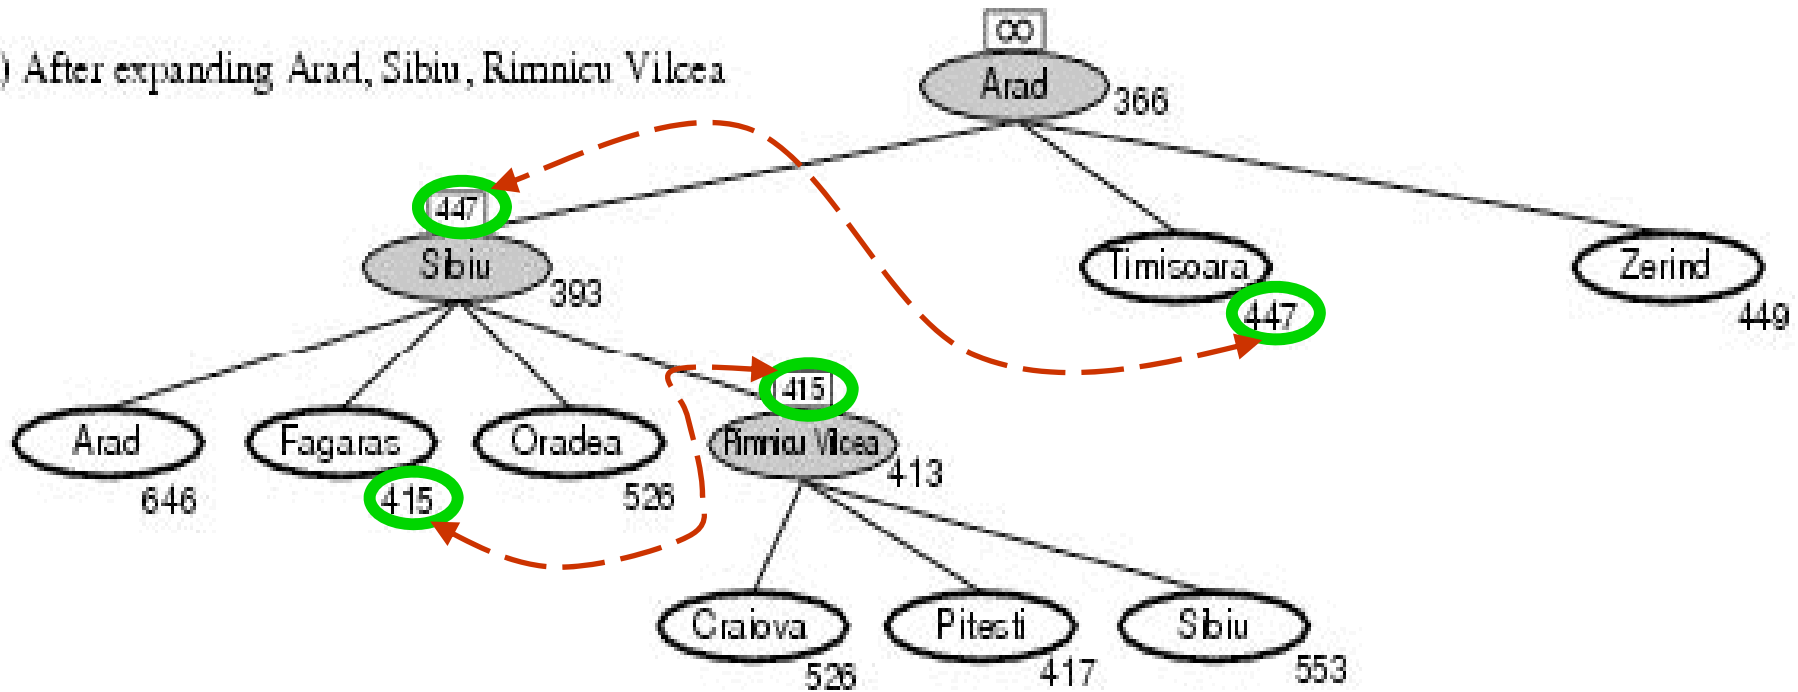 ∞
) After expanding Arad, Sibiu, Rimnicu Vilcea
Arad
366
447
Sibiu
393
Timisoara
447
Zerind
449
415
Arad
646
Fagaras
415
Oradea
526
Rimnicu Vilcea
413
Craiova
526
Pitesti
417
Sibiu
553